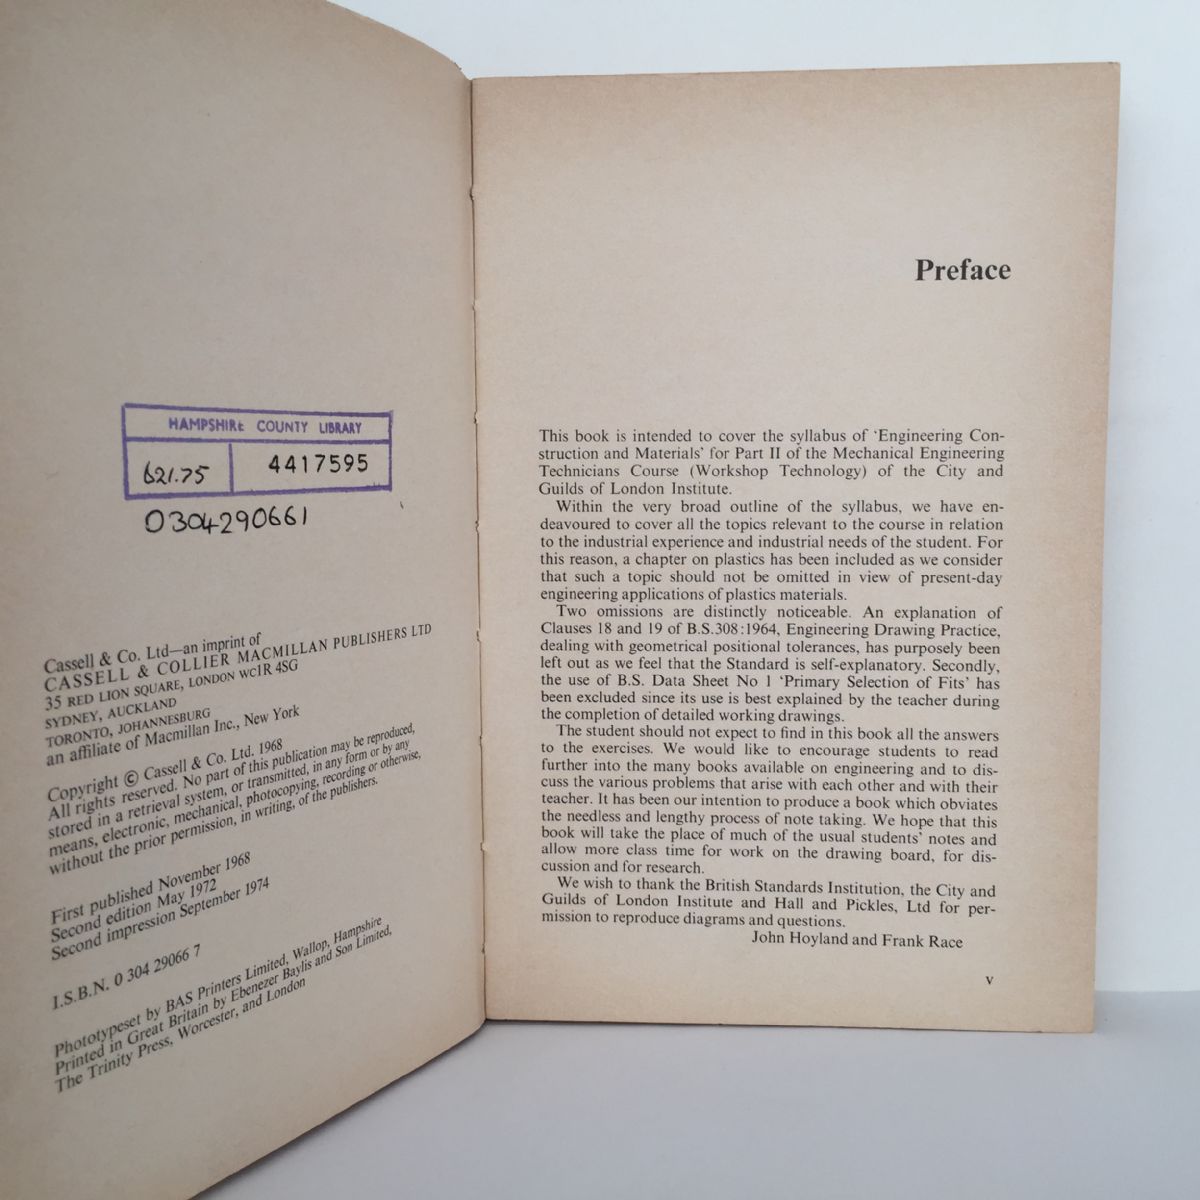 HAMPSHIRE COUNTY LIBRARY
621.75
4417595
0304290661
Cassell & Co. Ltd—an imprint of
CASSELL & COLLIER MACMILLAN PUBLISHERS LTD
35 RED LION SQUARE, LONDON WC1R 4SG
SYDNEY, AUCKLAND
TORONTO, JOHANNESBURG
an affiliate of Macmillan Inc., New York
Copyright © Cassell & Co. Ltd. 1968
All rights reserved. No part of this publication may be reproduced,
stored in a retrieval system, or transmitted, in any form or by any
means, electronic, mechanical, photocopying, recording or otherwise,
without the prior permission, in writing, of the publishers.
First published November 1968
Second edition May 1972
Second impression September 1974
I.S.B.N. 0 304 29066 7
Phototypeset by BAS Printers Limited, Wallop, Hampshire
Printed in Great Britain by Ebenezer Baylis and Son Limited,
The Trinity Press, Worcester, and London
Preface
This book is intended to cover the syllabus of ‘Engineering Con-
struction and Materials’ for Part II of the Mechanical Engineering
Technicians Course (Workshop Technology) of the City and
Guilds of London Institute.
Within the very broad outline of the syllabus, we have en-
deavoured to cover all the topics relevant to the course in relation
to the industrial experience and industrial needs of the student. For
this reason, a chapter on plastics has been included as we consider
that such a topic should not be omitted in view of present-day
engineering applications of plastics materials.
Two omissions are distinctly noticeable. An explanation of
Clauses 18 and 19 of B.S.308:1964, Engineering Drawing Practice,
dealing with geometrical positional tolerances, has purposely been
left out as we feel that the Standard is self-explanatory. Secondly,
the use of B.S. Data Sheet No 1 ‘Primary Selection of Fits’ has
been excluded since its use is best explained by the teacher during
the completion of detailed working drawings.
The student should not expect to find in this book all the answers
to the exercises. We would like to encourage students to read
further into the many books available on engineering and to dis-
cuss the various problems that arise with each other and with their
teacher. It has been our intention to produce a book which obviates
the needless and lengthy process of note taking. We hope that this
book will take the place of much of the usual students’ notes and
allow more class time for work on the drawing board, for dis-
cussion and for research.
We wish to thank the British Standards Institution, the City and
Guilds of London Institute and Hall and Pickles, Ltd for per-
mission to reproduce diagrams and questions.
John Hoyland and Frank Race
v